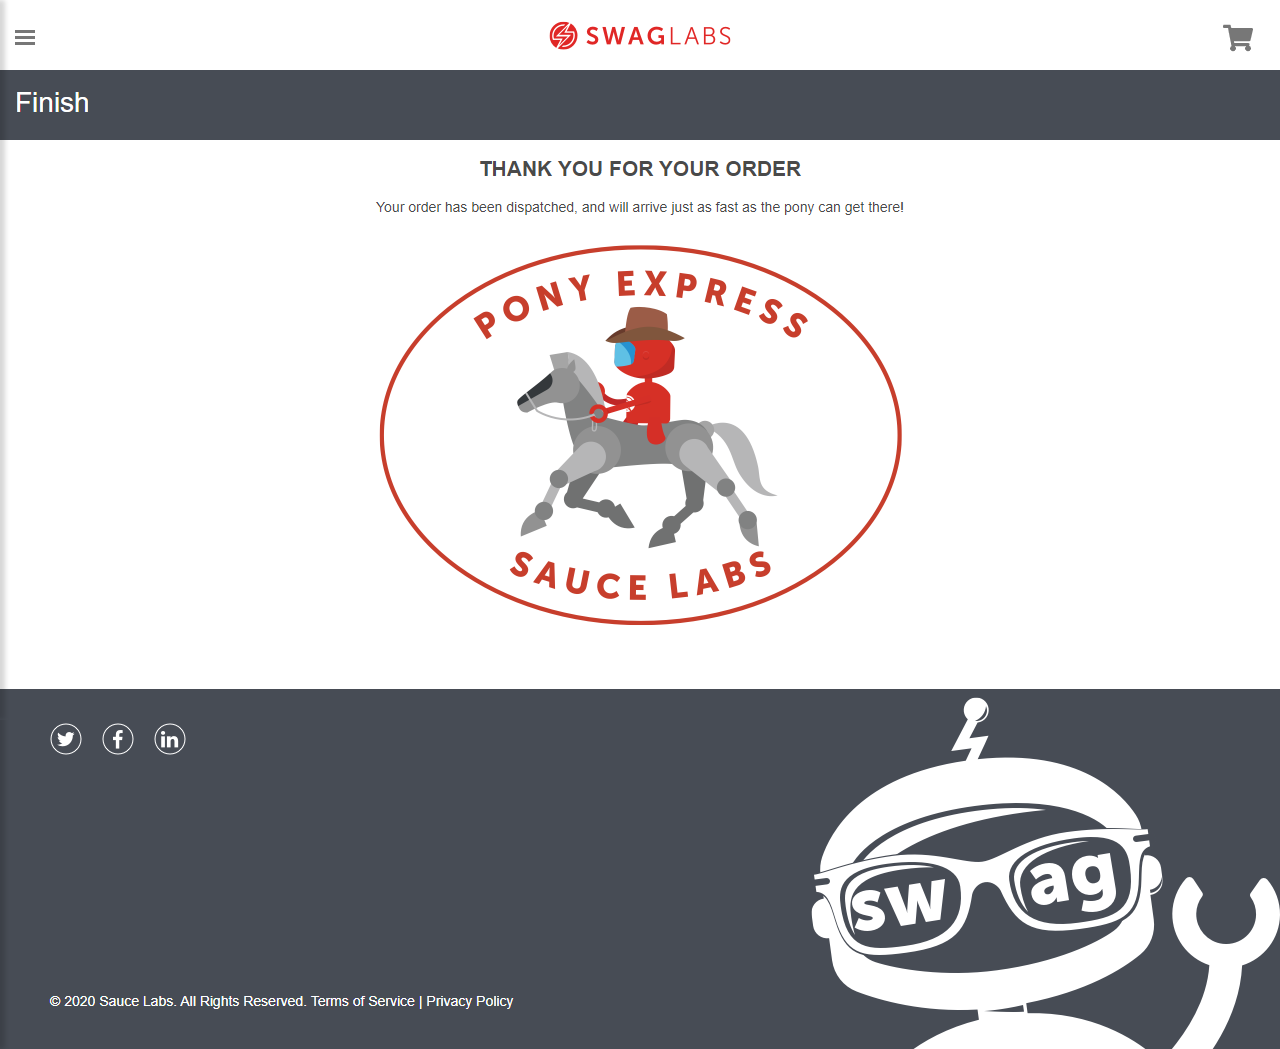 SWAGLABS
Finish
THANK YOU FOR YOUR ORDER
Your order has been dispatched, and will arrive just as fast as the pony can get there!
PONY EXPRESS
SAUCE LABS
swag
© 2020 Sauce Labs. All Rights Reserved. Terms of Service | Privacy Policy